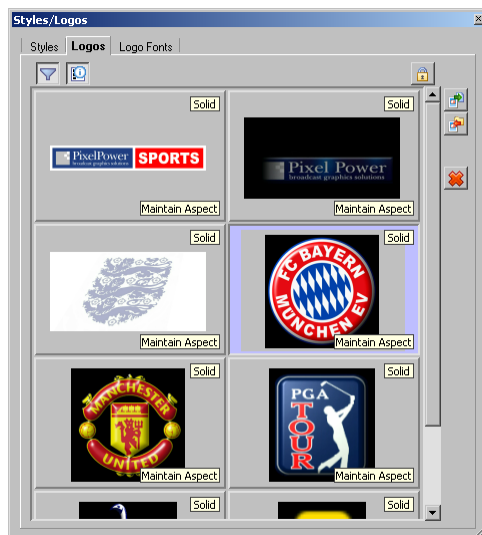 Styles/Logos
Styles Logos Logo Fonts
Solid
PixelPower SPORTS
broadcast graphics solutions
Maintain Aspect
Solid
Pixel Power
broadcast graphics solutions
Maintain Aspect
Solid
Maintain Aspect
Solid
FC BAYERN
MÜNCHEN EV
Maintain Aspect
Solid
MANCHESTER
UNITED
Maintain Aspect
Solid
PGA
TOUR
Maintain Aspect
Solid
Solid